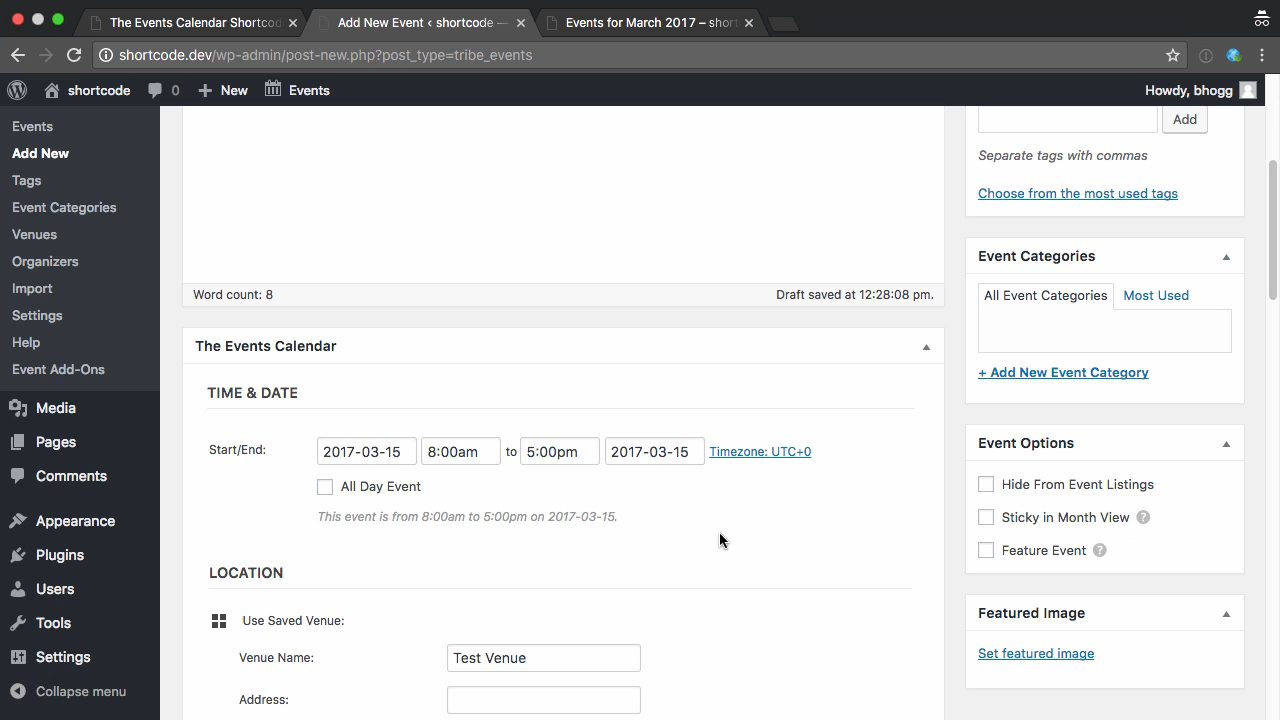 The Events Calendar Shortco
Add New Event ‹ shortcode —
Events for March 2017 – shor
shortcode.dev/wp-admin/post-new.php?post_type=tribe_events
shortcode
0
New
Events
Howdy, bhogg
Events
Add New
Tags
Event Categories
Venues
Organizers
Import
Settings
Help
Event Add-Ons
Media
Pages
Comments
Appearance
Plugins
Users
Tools
Settings
Collapse menu
Word count: 8
Draft saved at 12:28:08 pm.
The Events Calendar
TIME & DATE
Start/End: 2017-03-15 8:00am to 5:00pm 2017-03-15 Timezone: UTC+0
All Day Event
This event is from 8:00am to 5:00pm on 2017-03-15.
LOCATION
Use Saved Venue:
Venue Name: Test Venue
Address:
Add
Separate tags with commas
Choose from the most used tags
Event Categories
All Event Categories Most Used
+ Add New Event Category
Event Options
Hide From Event Listings
Sticky in Month View ?
Feature Event ?
Featured Image
Set featured image